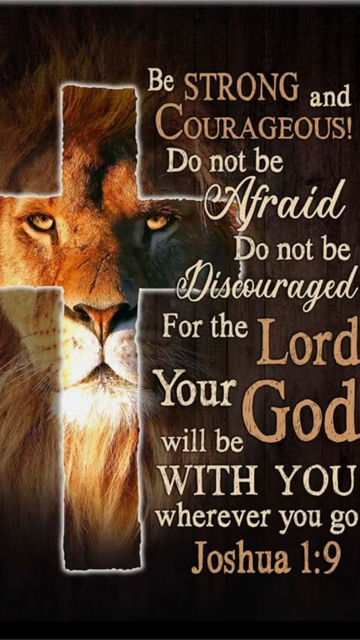 Be STRONG and
COURAGEOUS!
Do not be
Afraid
Do not be
Discouraged
For the Lord
Your God
will be
WITH YOU
wherever you go
Joshua 1:9